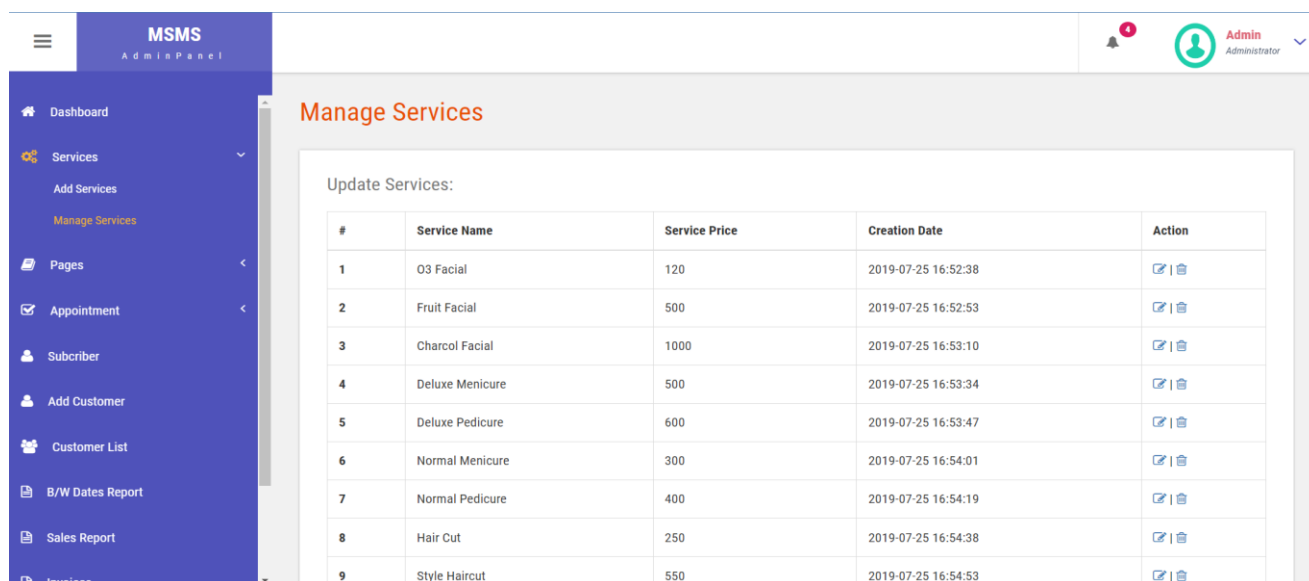 MSMS
AdminPanel
4
Admin
Administrator
Dashboard
Services
Add Services
Manage Services
Pages
Appointment
Subcriber
Add Customer
Customer List
B/W Dates Report
Sales Report
Invoices
Manage Services
Update Services:
# Service Name Service Price Creation Date Action
1 O3 Facial 120 2019-07-25 16:52:38 |
2 Fruit Facial 500 2019-07-25 16:52:53 |
3 Charcol Facial 1000 2019-07-25 16:53:10 |
4 Deluxe Menicure 500 2019-07-25 16:53:34 |
5 Deluxe Pedicure 600 2019-07-25 16:53:47 |
6 Normal Menicure 300 2019-07-25 16:54:01 |
7 Normal Pedicure 400 2019-07-25 16:54:19 |
8 Hair Cut 250 2019-07-25 16:54:38 |
9 Style Haircut 550 2019-07-25 16:54:53 |